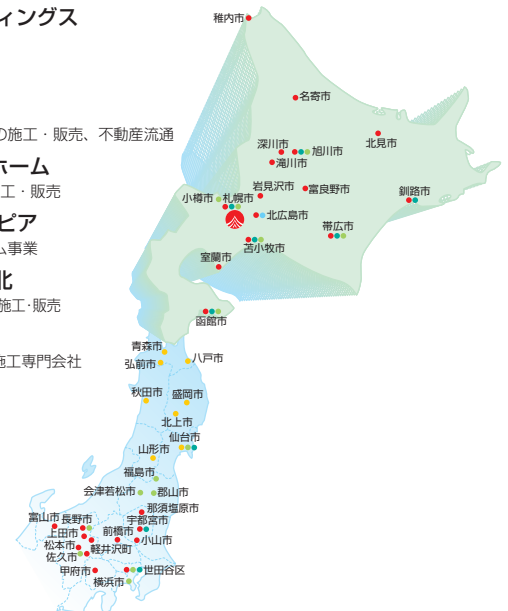 ィングス
の施工・販売、不動産流通
ホーム
工・販売
ピア
ム事業
北
施工・販売
施工専門会社
稚内市
名寄市
北見市
深川市
旭川市
滝川市
岩見沢市
富良野市
釧路市
小樽市
札幌市
北広島市
帯広市
苫小牧市
室蘭市
函館市
青森市
八戸市
弘前市
秋田市
盛岡市
北上市
仙台市
山形市
福島市
会津若松市
郡山市
那須塩原市
富山市
長野市
宇都宮市
上田市
前橋市
小山市
松本市
軽井沢町
佐久市
甲府市
世田谷区
横浜市